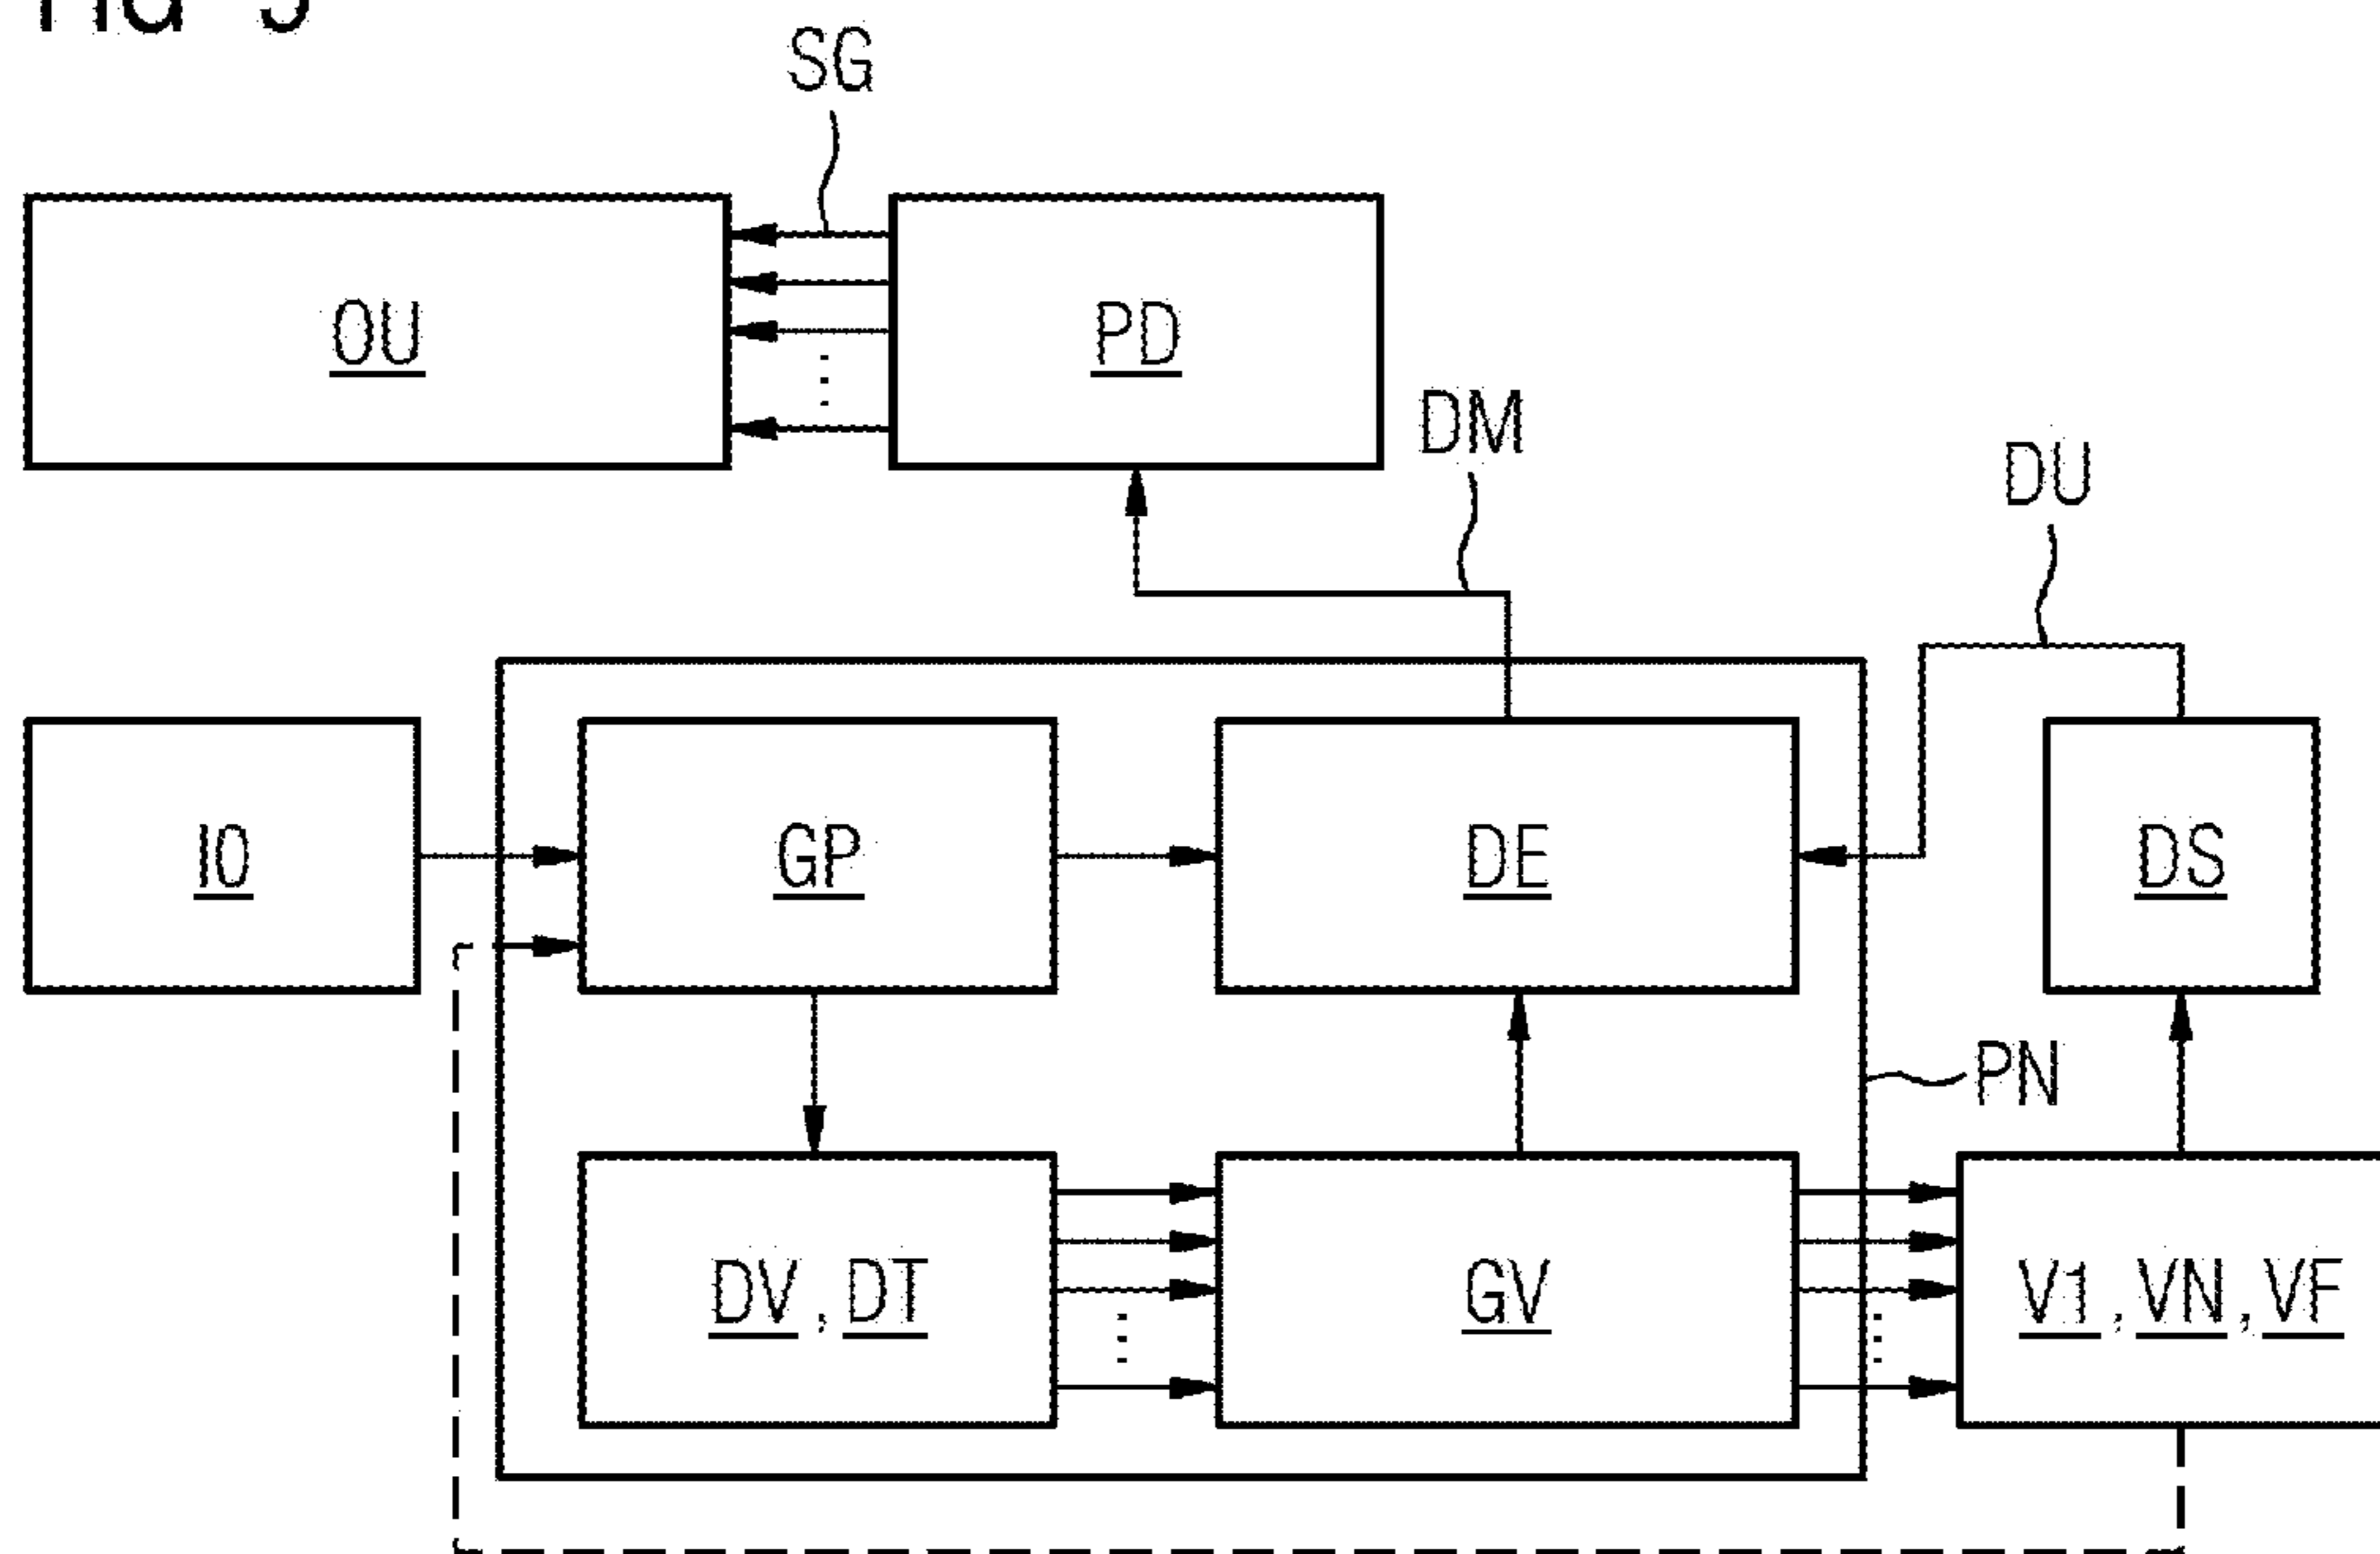 SG
OU
PD
DM
DU
IO
GP
DE
DS
PN
DV, DT
GV
V1, VN, VF